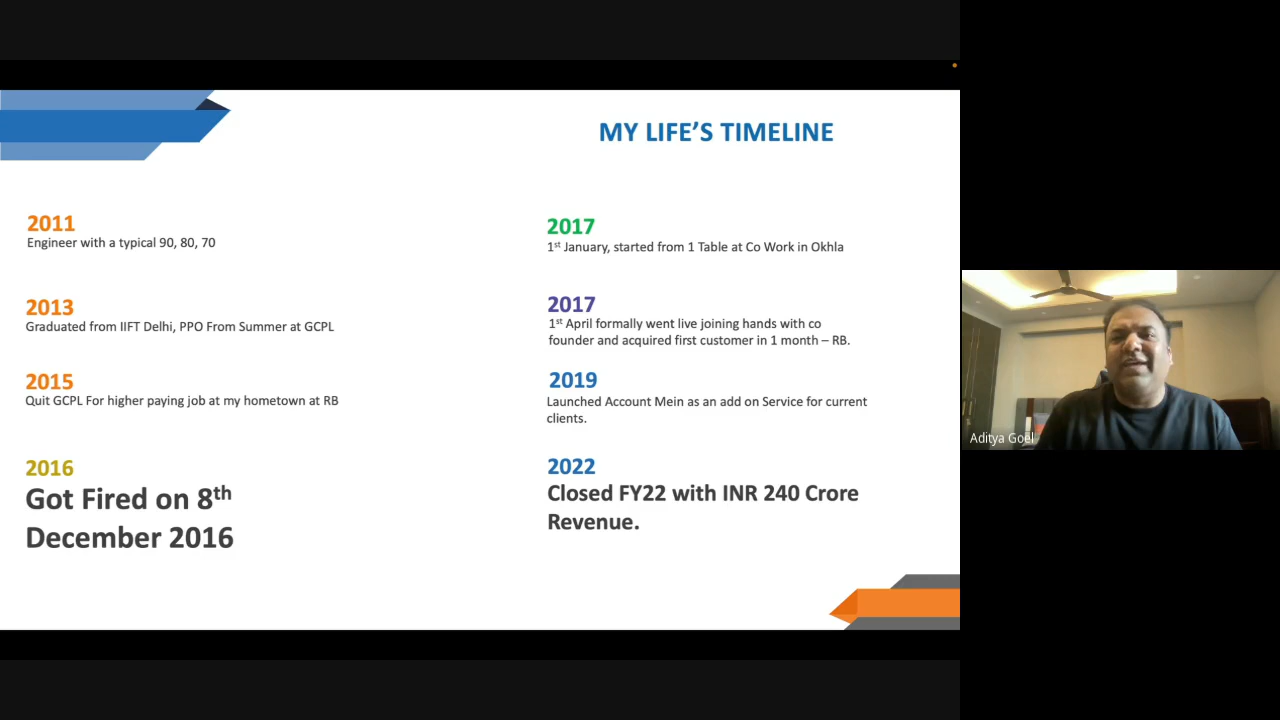 MY LIFE'S TIMELINE
2011
Engineer with a typical 90, 80, 70
2013
Graduated from IIFT Delhi, PPO From Summer at GCPL
2015
Quit GCPL For higher paying job at my hometown at RB
2016
Got Fired on 8th
December 2016
2017
1st January, started from 1 Table at Co Work in Okhla
2017
1st April formally went live joining hands with co
founder and acquired first customer in 1 month – RB.
2019
Launched Account Mein as an add on Service for current
clients.
2022
Closed FY22 with INR 240 Crore
Revenue.
Aditya Goel